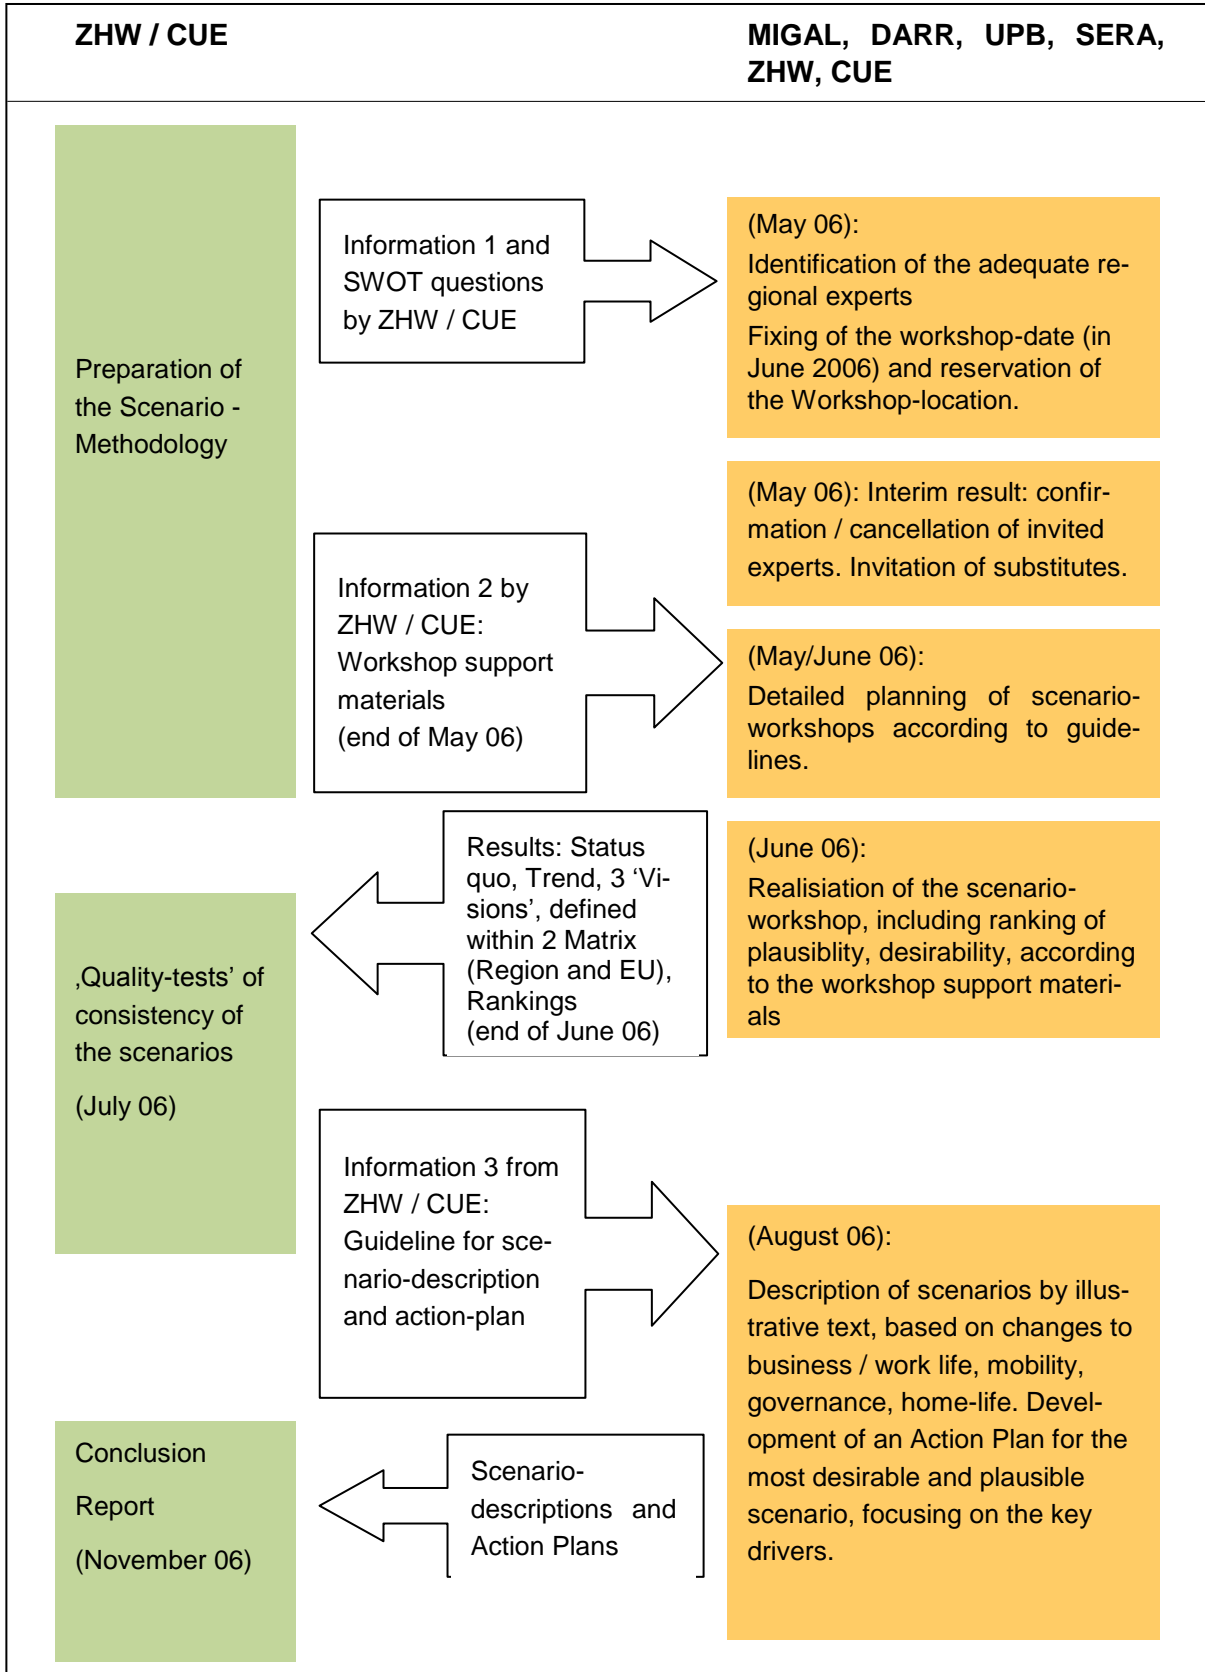 ZHW / CUE
MIGAL, DARR, UPB, SERA,
ZHW, CUE
Preparation of
the Scenario -
Methodology
Information 1 and
SWOT questions
by ZHW / CUE
(May 06):
Identification of the adequate re-
gional experts
Fixing of the workshop-date (in
June 2006) and reservation of
the Workshop-location.
(May 06): Interim result: confir-
mation / cancellation of invited
experts. Invitation of substitutes.
Information 2 by
ZHW / CUE:
Workshop support
materials
(end of May 06)
(May/June 06):
Detailed planning of scenario-
workshops according to guide-
lines.
Results: Status
quo, Trend, 3 ‘Vi-
sions’, defined
within 2 Matrix
(Region and EU),
Rankings
(end of June 06)
(June 06):
Realisiation of the scenario-
workshop, including ranking of
plausiblity, desirability, according
to the workshop support materi-
als
‚Quality-tests’ of
consistency of
the scenarios
(July 06)
Information 3 from
ZHW / CUE:
Guideline for sce-
nario-description
and action-plan
(August 06):
Description of scenarios by illus-
trative text, based on changes to
business / work life, mobility,
governance, home-life. Devel-
opment of an Action Plan for the
most desirable and plausible
scenario, focusing on the key
drivers.
Conclusion
Report
(November 06)
Scenario-
descriptions and
Action Plans